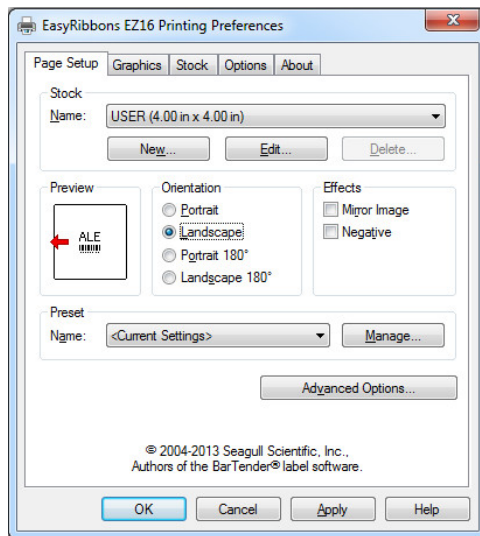 EasyRibbons EZ16 Printing Preferences
Page Setup Graphics Stock Options About
Stock
Name: USER (4.00 in x 4.00 in)
New... Edit... Delete...
Preview Orientation Effects
ALE
Portrait Mirror Image
Landscape Negative
Portrait 180°
Landscape 180°
Preset
Name: <Current Settings> Manage...
Advanced Options...
© 2004-2013 Seagull Scientific, Inc.,
Authors of the BarTender® label software.
OK Cancel Apply Help